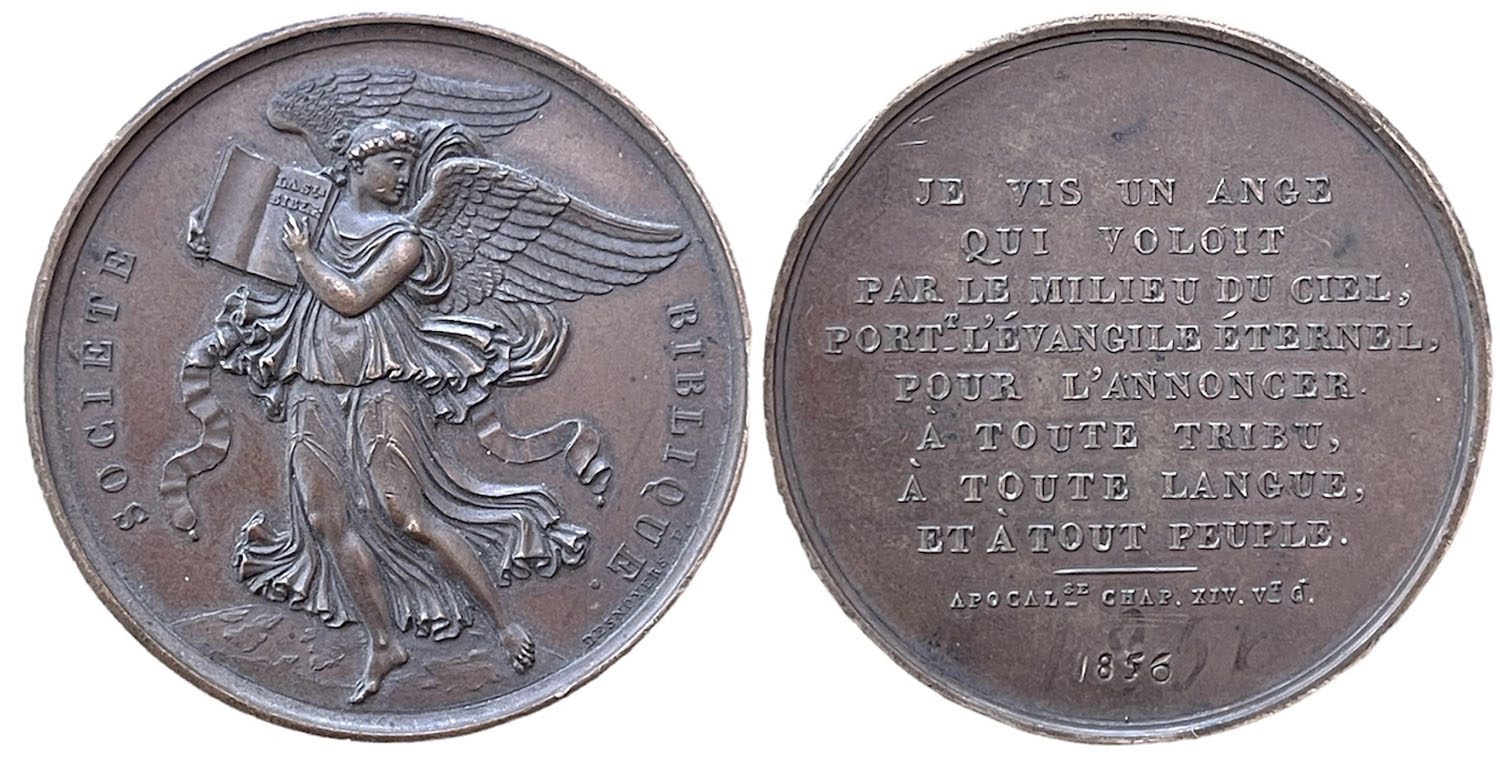 SOCIÉTÉ BIBLIQUE.
LA STE
BIBLE
DESNOYERS F.
JE VIS UN ANGE
QUI VOLOIT
PAR LE MILIEU DU CIEL,
PORTT. L'ÉVANGILE ÉTERNEL,
POUR L'ANNONCER
À TOUTE TRIBU,
À TOUTE LANGUE,
ET À TOUT PEUPLE.
APOCALSE CHAP. XIV. VT 6.
1856